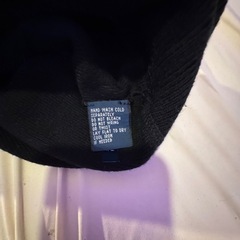 HAND WASH COLD
SEPARATELY
DO NOT BLEACH
DO NOT WRING
OR TWIST
LAY FLAT TO DRY
COOL IRON
IF NEEDED